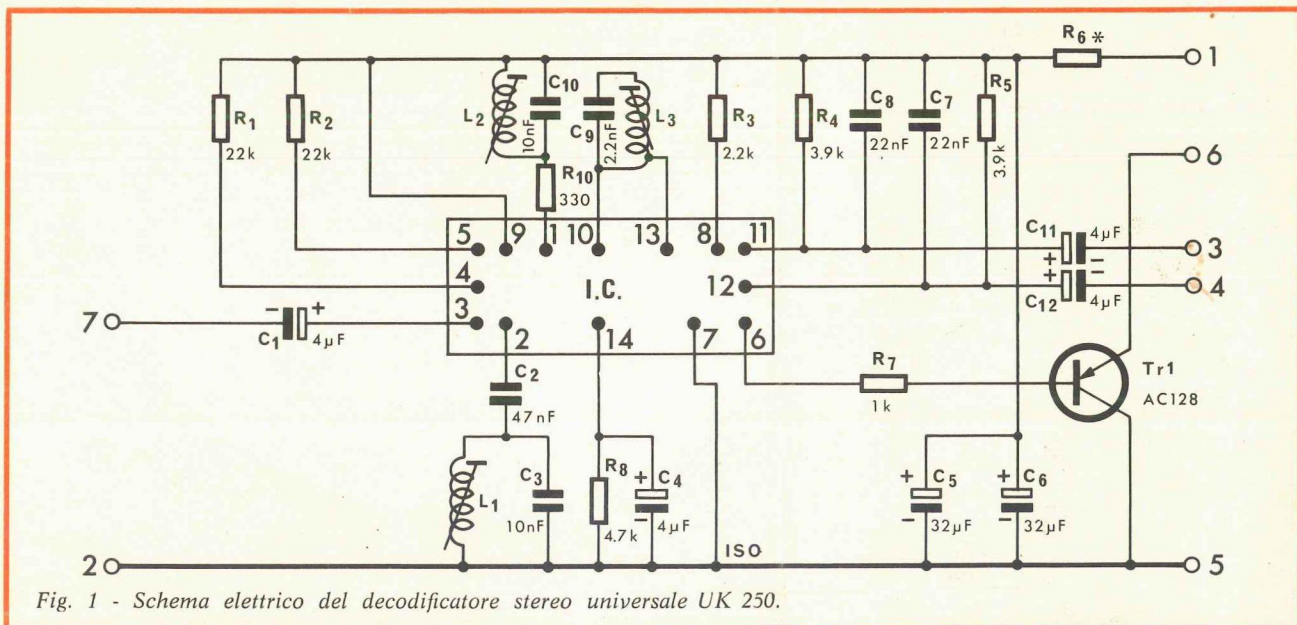 R6 *
1
C10
10nF
L2
C9
2.2nF
L3
R1
22k
R2
22k
R3
2.2k
R4
3.9k
C8
22nF
C7
22nF
R5
3.9k
6
R10
330
5
9
1
10
13
8
11
C11
4µF
+
-
3
4
I.C.
12
+
-
4
C12
4µF
7
-
+
C1
4µF
3
2
14
7
6
R7
1k
Tr1
AC128
C2
47nF
L1
C3
10nF
R8
4.7k
+
C4
-
4µF
ISO
+
C5
-
32µF
+
C6
-
32µF
2
5
Fig. 1 - Schema elettrico del decodificatore stereo universale UK 250.